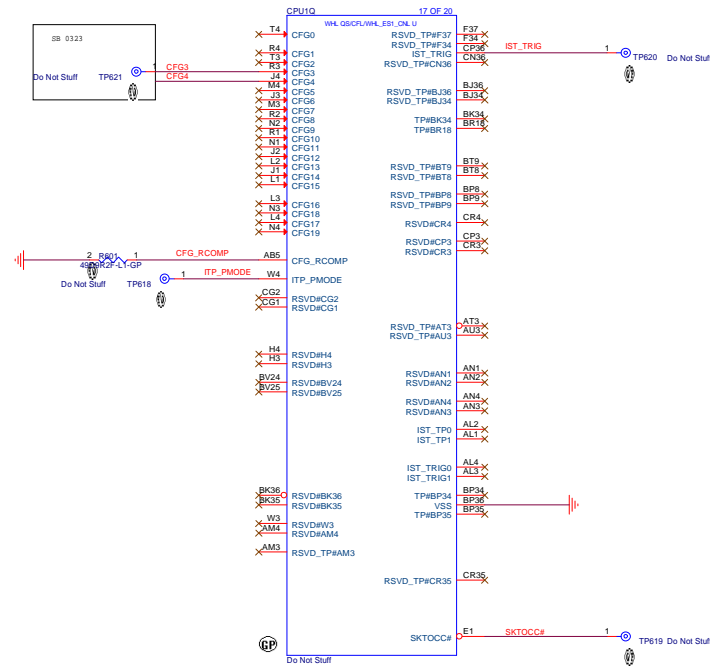 CPU1Q 17 OF 20
WHL QS/CFL/WHL_ES1_CNL U
SB 0323
Do Not Stuff TP621 1 CFG3
CFG4
T4 CFG0
R4 CFG1
T3 CFG2
R3 CFG3
J4 CFG4
M4 CFG5
J3 CFG6
M3 CFG7
R2 CFG8
N2 CFG9
R1 CFG10
N1 CFG11
J2 CFG12
L2 CFG13
J1 CFG14
L1 CFG15
L3 CFG16
N3 CFG18
L4 CFG17
N4 CFG19
2 R601 1 CFG_RCOMP AB5 CFG_RCOMP
49D9R2F-L1-GP
Do Not Stuff TP618 1 ITP_PMODE W4 ITP_PMODE
CG2 RSVD#CG2
CG1 RSVD#CG1
H4 RSVD#H4
H3 RSVD#H3
BV24 RSVD#BV24
BV25 RSVD#BV25
BK36 RSVD#BK36
BK35 RSVD#BK35
W3 RSVD#W3
AM4 RSVD#AM4
AM3 RSVD_TP#AM3
RSVD_TP#F37 F37
RSVD_TP#F34 F34
IST_TRIG CP36 IST_TRIG 1 TP620 Do Not Stuff
RSVD_TP#CN36 CN36
RSVD_TP#BJ36 BJ36
RSVD_TP#BJ34 BJ34
TP#BK34 BK34
TP#BR18 BR18
RSVD_TP#BT9 BT9
RSVD_TP#BT8 BT8
RSVD_TP#BP8 BP8
RSVD_TP#BP9 BP9
RSVD#CR4 CR4
RSVD#CP3 CP3
RSVD#CR3 CR3
RSVD_TP#AT3 AT3
RSVD_TP#AU3 AU3
RSVD#AN1 AN1
RSVD#AN2 AN2
RSVD#AN4 AN4
RSVD#AN3 AN3
IST_TP0 AL2
IST_TP1 AL1
IST_TRIG0 AL4
IST_TRIG1 AL3
TP#BP34 BP34
VSS BP36
TP#BP35 BP35
RSVD_TP#CR35 CR35
SKTOCC# E1 SKTOCC# 1 TP619 Do Not Stuff
GP
Do Not Stuff